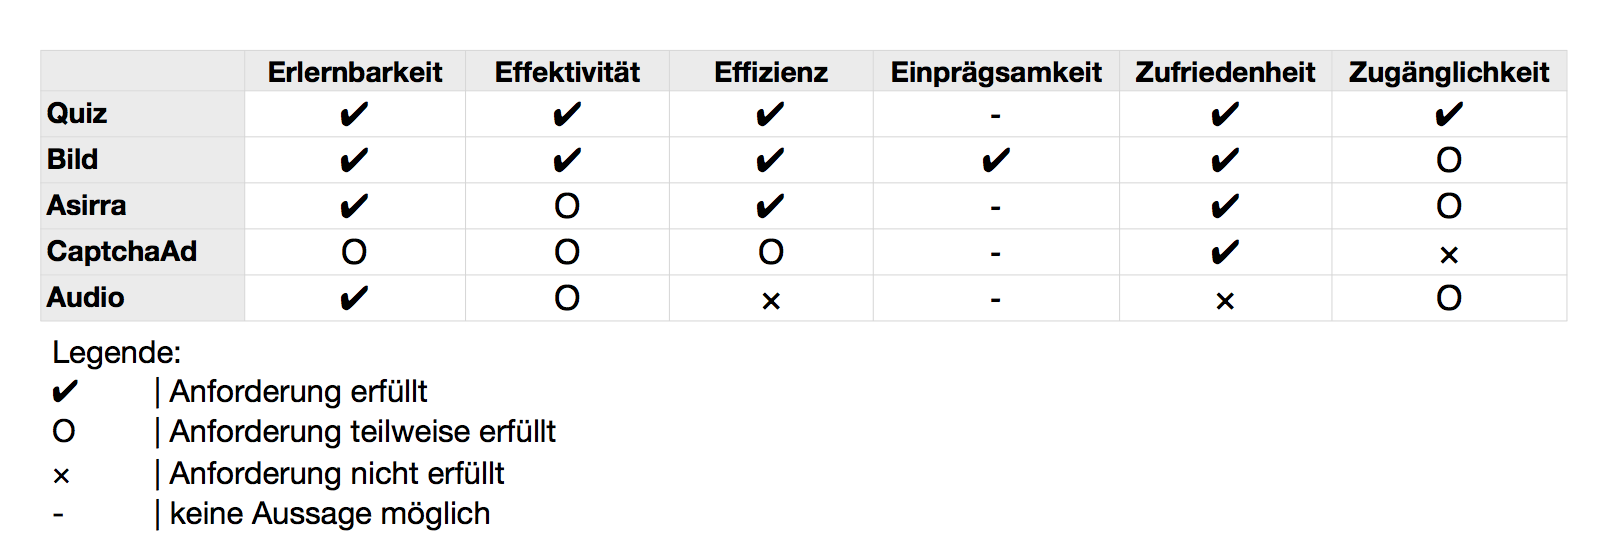 Erlernbarkeit Effektivität Effizienz Einprägsamkeit Zufriedenheit Zugänglichkeit
Quiz ✔ ✔ ✔ - ✔ ✔
Bild ✔ ✔ ✔ ✔ ✔ O
Asirra ✔ O ✔ - ✔ O
CaptchaAd O O O - ✔ ×
Audio ✔ O × - × O
Legende:
✔ | Anforderung erfüllt
O | Anforderung teilweise erfüllt
× | Anforderung nicht erfüllt
- | keine Aussage möglich